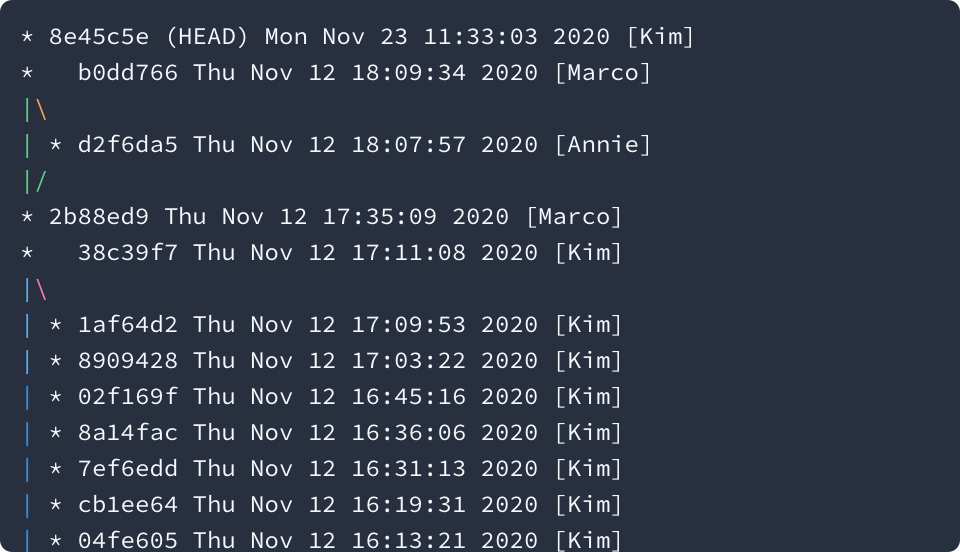 * 8e45c5e (HEAD) Mon Nov 23 11:33:03 2020 [Kim]
*   b0dd766 Thu Nov 12 18:09:34 2020 [Marco]
|\
| * d2f6da5 Thu Nov 12 18:07:57 2020 [Annie]
|/
* 2b88ed9 Thu Nov 12 17:35:09 2020 [Marco]
*   38c39f7 Thu Nov 12 17:11:08 2020 [Kim]
|\
| * 1af64d2 Thu Nov 12 17:09:53 2020 [Kim]
| * 8909428 Thu Nov 12 17:03:22 2020 [Kim]
| * 02f169f Thu Nov 12 16:45:16 2020 [Kim]
| * 8a14fac Thu Nov 12 16:36:06 2020 [Kim]
| * 7ef6edd Thu Nov 12 16:31:13 2020 [Kim]
| * cb1ee64 Thu Nov 12 16:19:31 2020 [Kim]
| * 04fe605 Thu Nov 12 16:13:21 2020 [Kim]